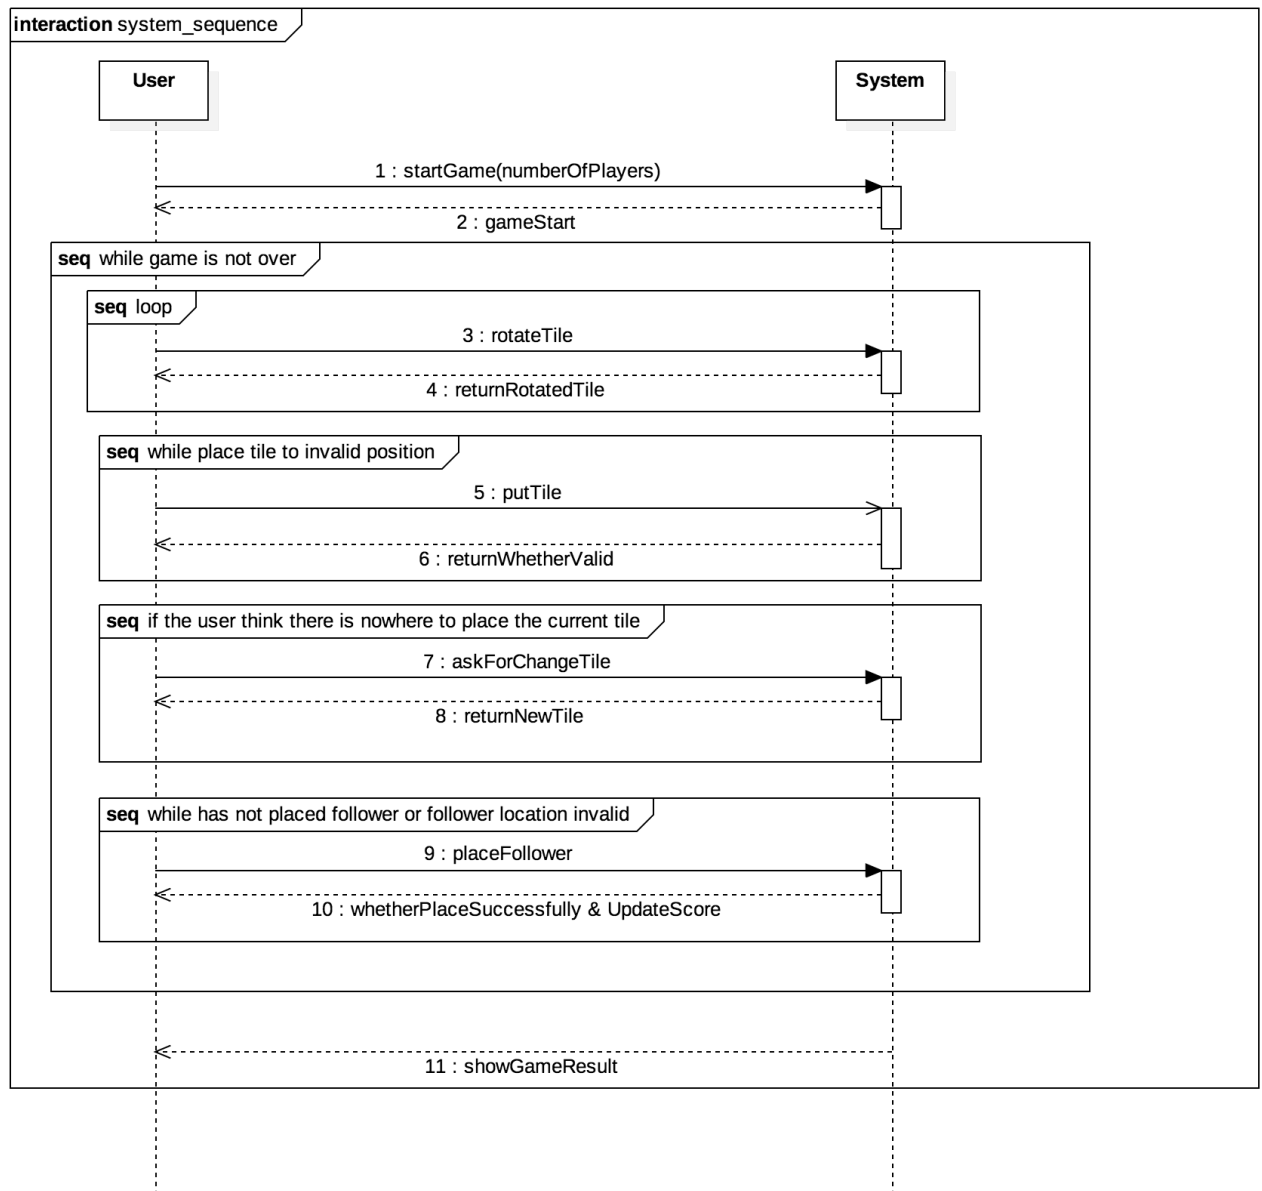 interaction system_sequence
User
System
1 : startGame(numberOfPlayers)
2 : gameStart
seq while game is not over
seq loop
3 : rotateTile
4 : returnRotatedTile
seq while place tile to invalid position
5 : putTile
6 : returnWhetherValid
seq if the user think there is nowhere to place the current tile
7 : askForChangeTile
8 : returnNewTile
seq while has not placed follower or follower location invalid
9 : placeFollower
10 : whetherPlaceSuccessfully & UpdateScore
11 : showGameResult